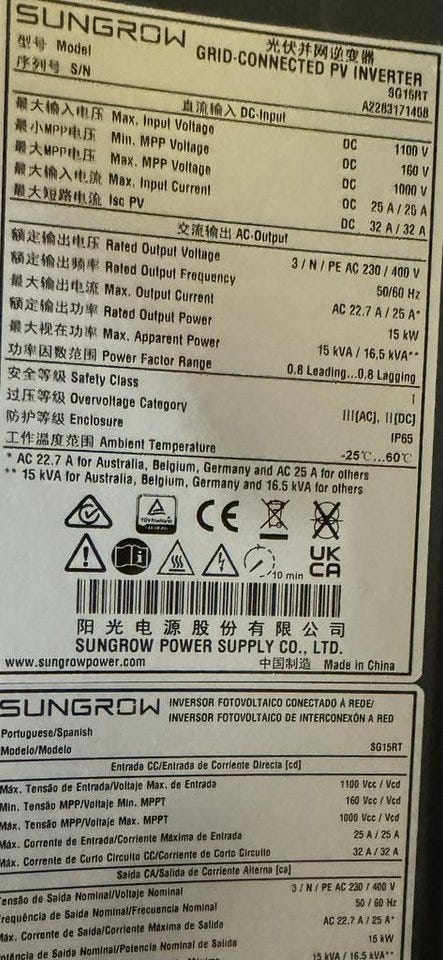 SUNGROW
光伏并网逆变器
GRID-CONNECTED PV INVERTER
型号 Model SG15RT
序列号 S/N A2283171458
直流输入 DC-Input
最大输入电压 Max. Input Voltage DC 1100 V
最小MPP电压 Min. MPP Voltage DC 160 V
最大MPP电压 Max. MPP Voltage DC 1000 V
最大输入电流 Max. Input Current DC 25 A / 25 A
最大短路电流 Isc PV DC 32 A / 32 A
交流输出 AC-Output
额定输出电压 Rated Output Voltage 3 / N / PE AC 230 / 400 V
额定输出频率 Rated Output Frequency 50/60 Hz
最大输出电流 Max. Output Current AC 22.7 A / 25 A*
额定输出功率 Rated Output Power 15 kW
最大视在功率 Max. Apparent Power 15 kVA / 16.5 kVA**
功率因数范围 Power Factor Range 0.8 Leading...0.8 Lagging
安全等级 Safety Class I
过压等级 Overvoltage Category III[AC], II[DC]
防护等级 Enclosure IP65
工作温度范围 Ambient Temperature -25℃...60℃
* AC 22.7 A for Australia, Belgium, Germany and AC 25 A for others
** 15 kVA for Australia, Belgium, Germany and 16.5 kVA for others
TÜVRheinland
CE
10 min
UK
CA
阳光电源股份有限公司
SUNGROW POWER SUPPLY CO., LTD.
www.sungrowpower.com 中国制造 Made in China
SUNGROW
INVERSOR FOTOVOLTAICO CONECTADO À REDE/
INVERSOR FOTOVOLTAICO DE INTERCONEXÓN A RED
Portuguese/Spanish
Modelo/Modelo SG15RT
Entrada CC/Entrada de Corriente Directa [cd]
Máx. Tensão de Entrada/Voltaje Max. de Entrada 1100 Vcc / Vcd
Mín. Tensão MPP/Voltaje Min. MPPT 160 Vcc / Vcd
Máx. Tensão MPP/Voltaje Max. MPPT 1000 Vcc / Vcd
Máx. Corrente de Entrada/Corriente Máxima de Entrada 25 A / 25 A
Máx. Corrente de Curto Circuito CC/Corriente de Corto Circuito 32 A / 32 A
Saída CA/Salida de Corriente Alterna [ca]
Tensão de Saída Nominal/Voltaje Nominal 3 / N / PE AC 230 / 400 V
Frequência de Saída Nominal/Frecuencia Nominal 50 / 60 Hz
Máx. Corrente de Saída/Corriente Máxima de Salida AC 22.7 A / 25 A*
Potência de Saída Nominal/Potencia Nominal de Salida 15 kW
15 kVA / 16.5 kVA**